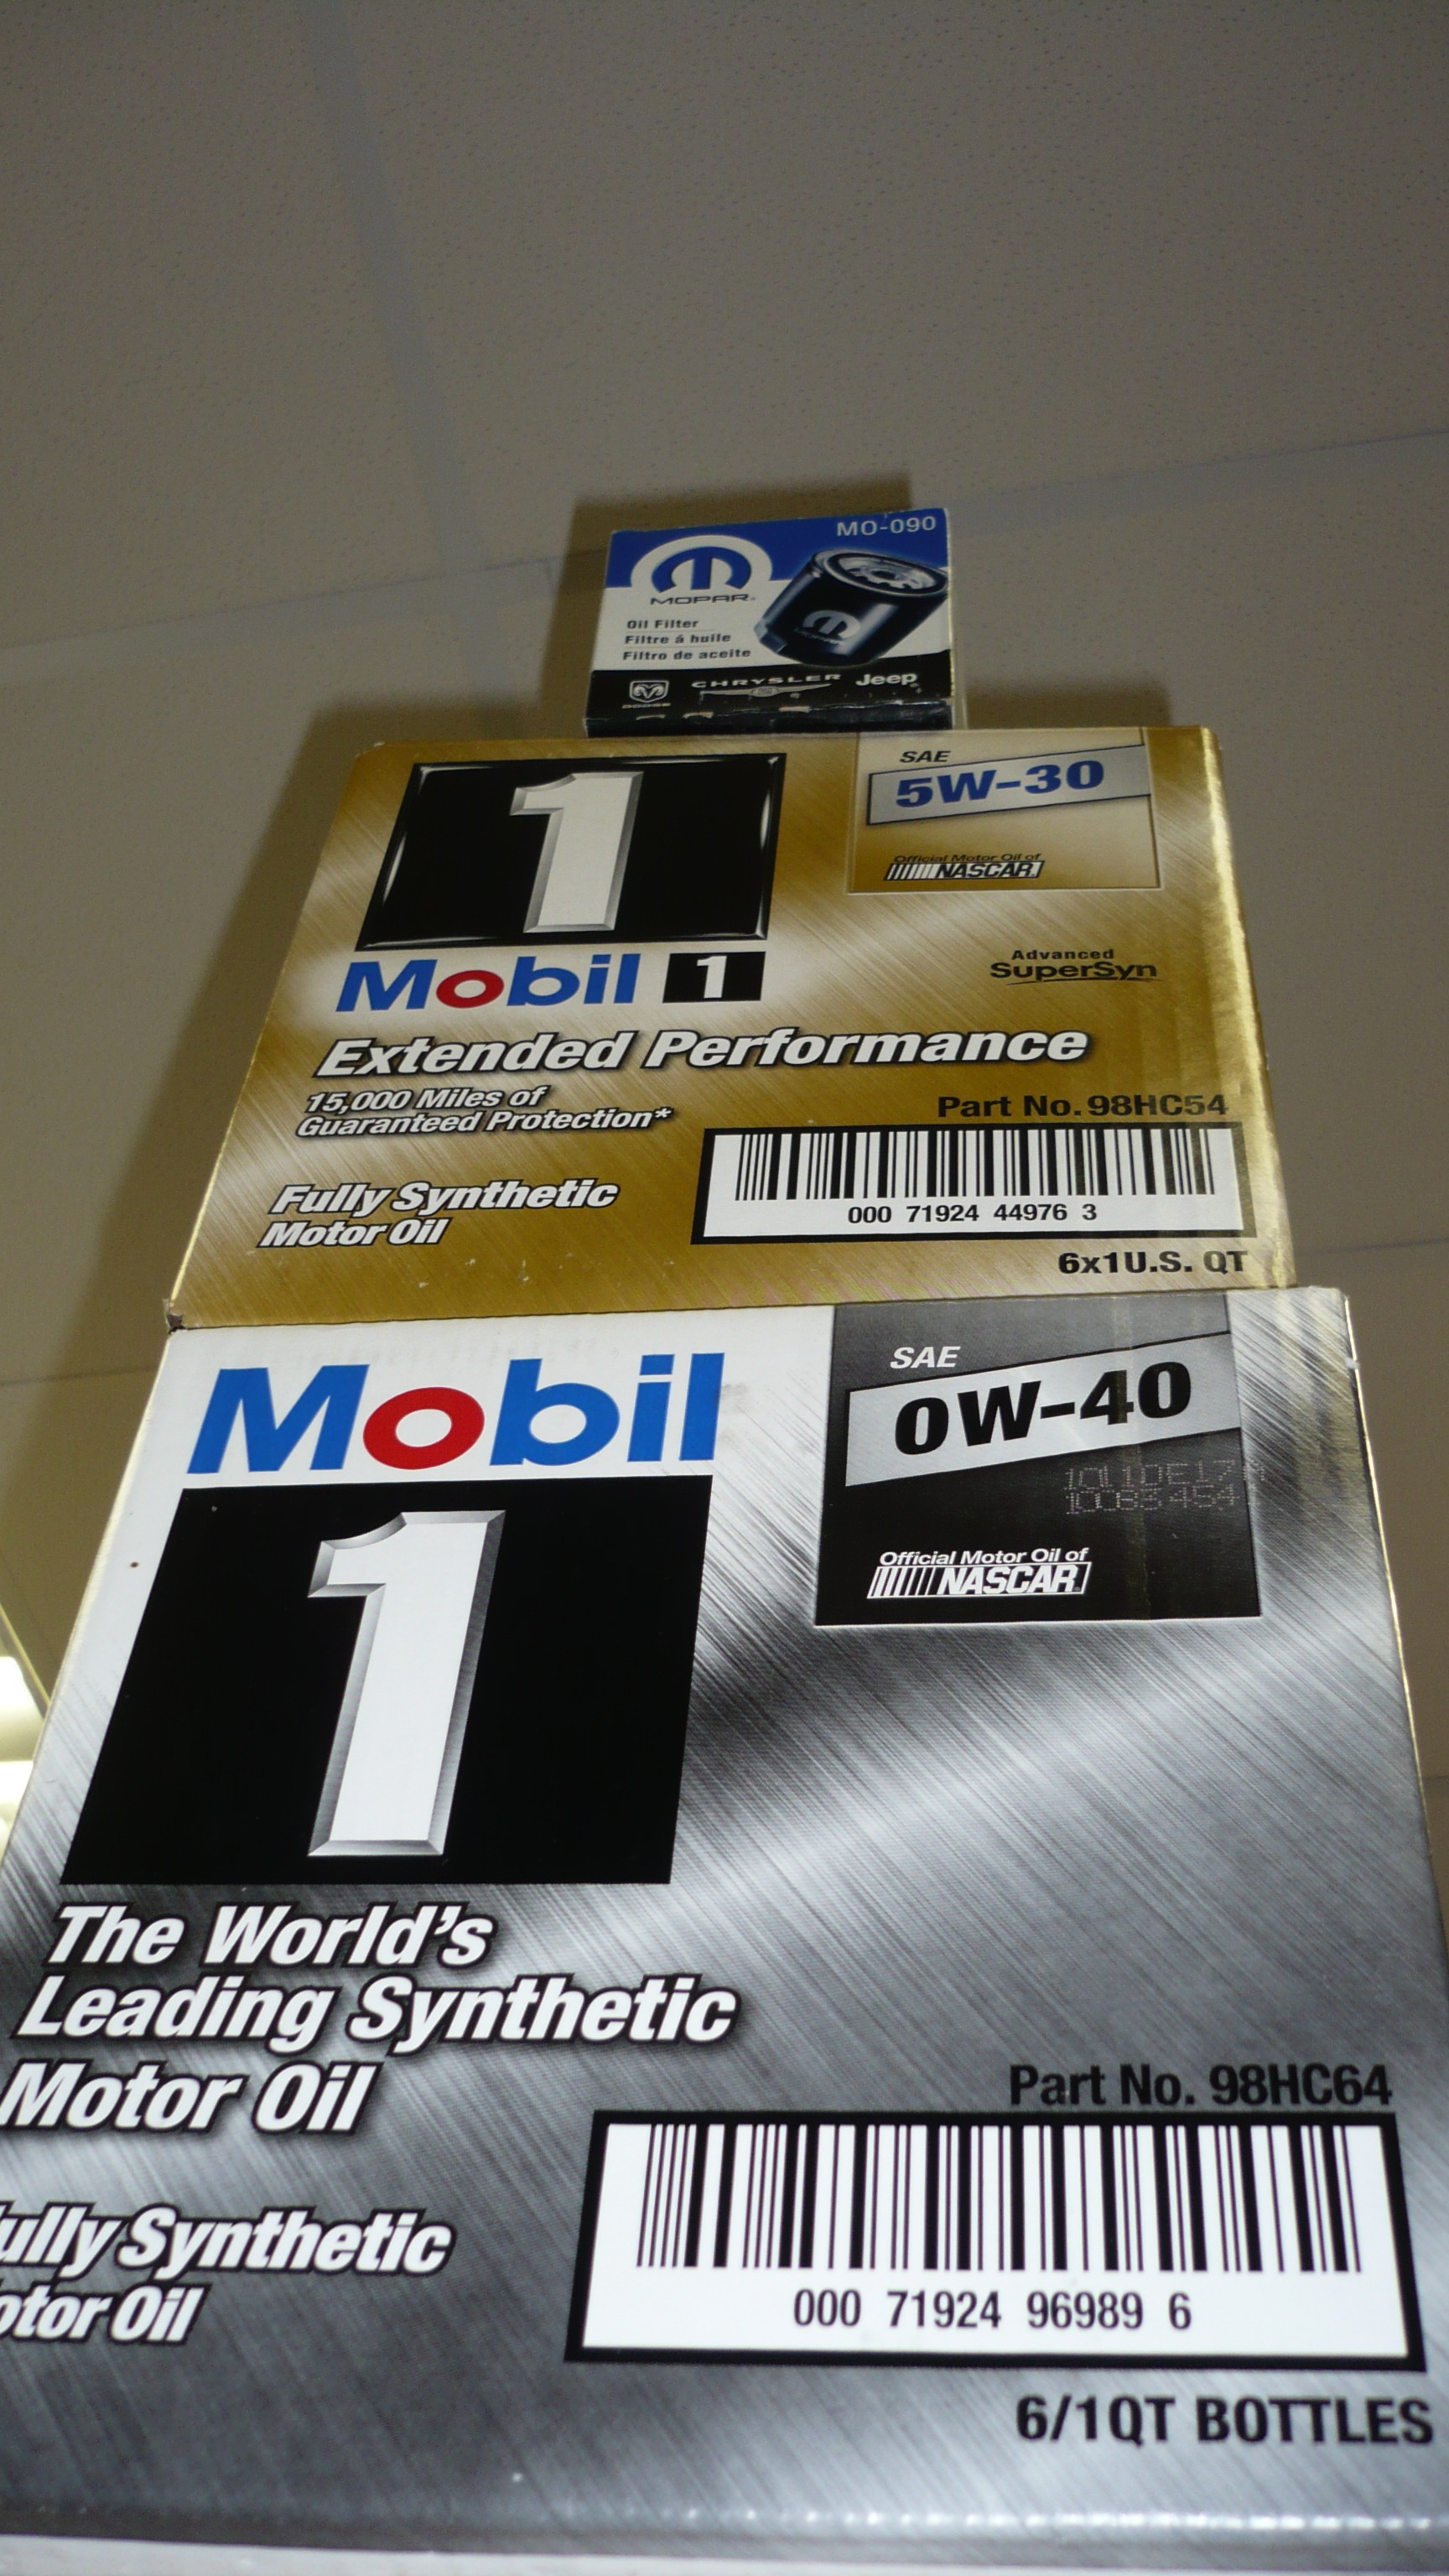 MO-090
MOPAR
MOPAR
Oil Filter
Filtre á huile
Filtro de aceite
DODGE
CHRYSLER
Jeep
1
SAE
5W-30
Official Motor Oil of
NASCAR
Mobil 1
Advanced
SuperSyn
Extended Performance
15,000 Miles of
Guaranteed Protection*
Part No. 98HC54
Fully Synthetic
Motor Oil
000 71924 44976 3
6x1U.S. QT
Mobil
1
SAE
0W-40
Official Motor Oil of
NASCAR
The World's
Leading Synthetic
Motor Oil
Part No. 98HC64
ully Synthetic
otor Oil
000 71924 96989 6
6/1QT BOTTLES